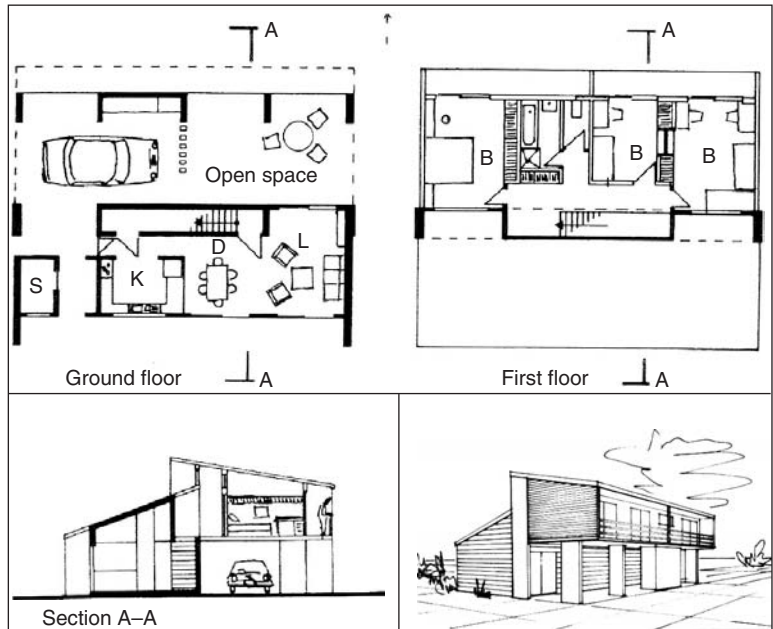 A
A
Open space
B
B
B
S
K
D
L
Ground floor
A
First floor
A
Section A–A